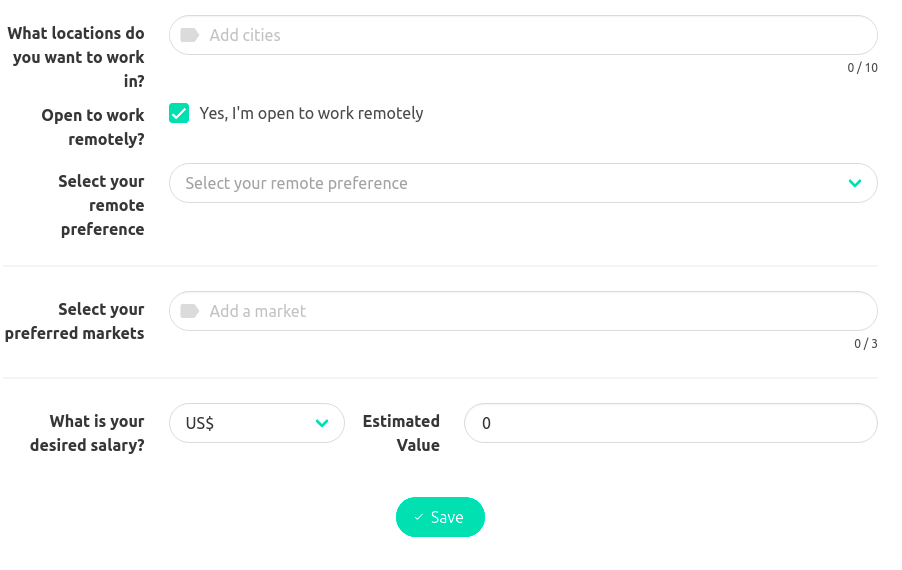 What locations do
you want to work
in?
Add cities
0 / 10
Open to work
remotely?
Yes, I'm open to work remotely
Select your
remote
preference
Select your remote preference
Select your
preferred markets
Add a market
0 / 3
What is your
desired salary?
US$
Estimated
Value
0
Save